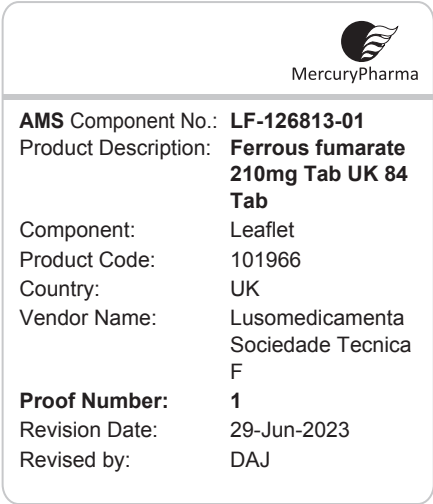 MercuryPharma
AMS Component No.: LF-126813-01
Product Description: Ferrous fumarate
210mg Tab UK 84
Tab
Component: Leaflet
Product Code: 101966
Country: UK
Vendor Name: Lusomedicamenta
Sociedade Tecnica
F
Proof Number: 1
Revision Date: 29-Jun-2023
Revised by: DAJ